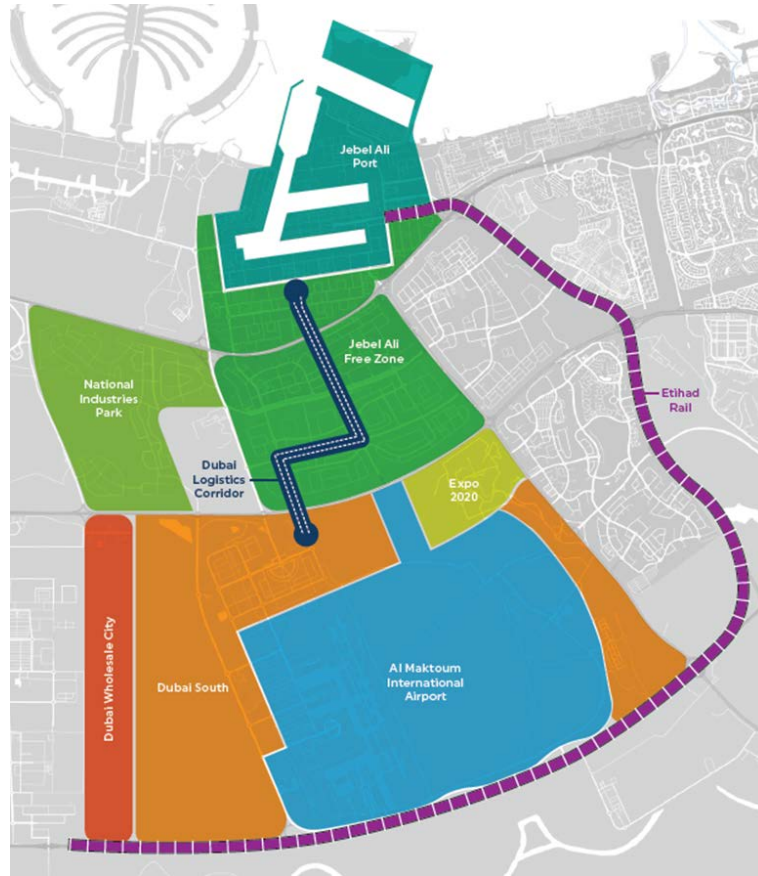 Jebel Ali
Port
Jebel Ali
Free Zone
National
Industries
Park
Etihad
Rail
Dubai
Logistics
Corridor
Expo
2020
Dubai Wholesale City
Dubai South
Al Maktoum
International
Airport